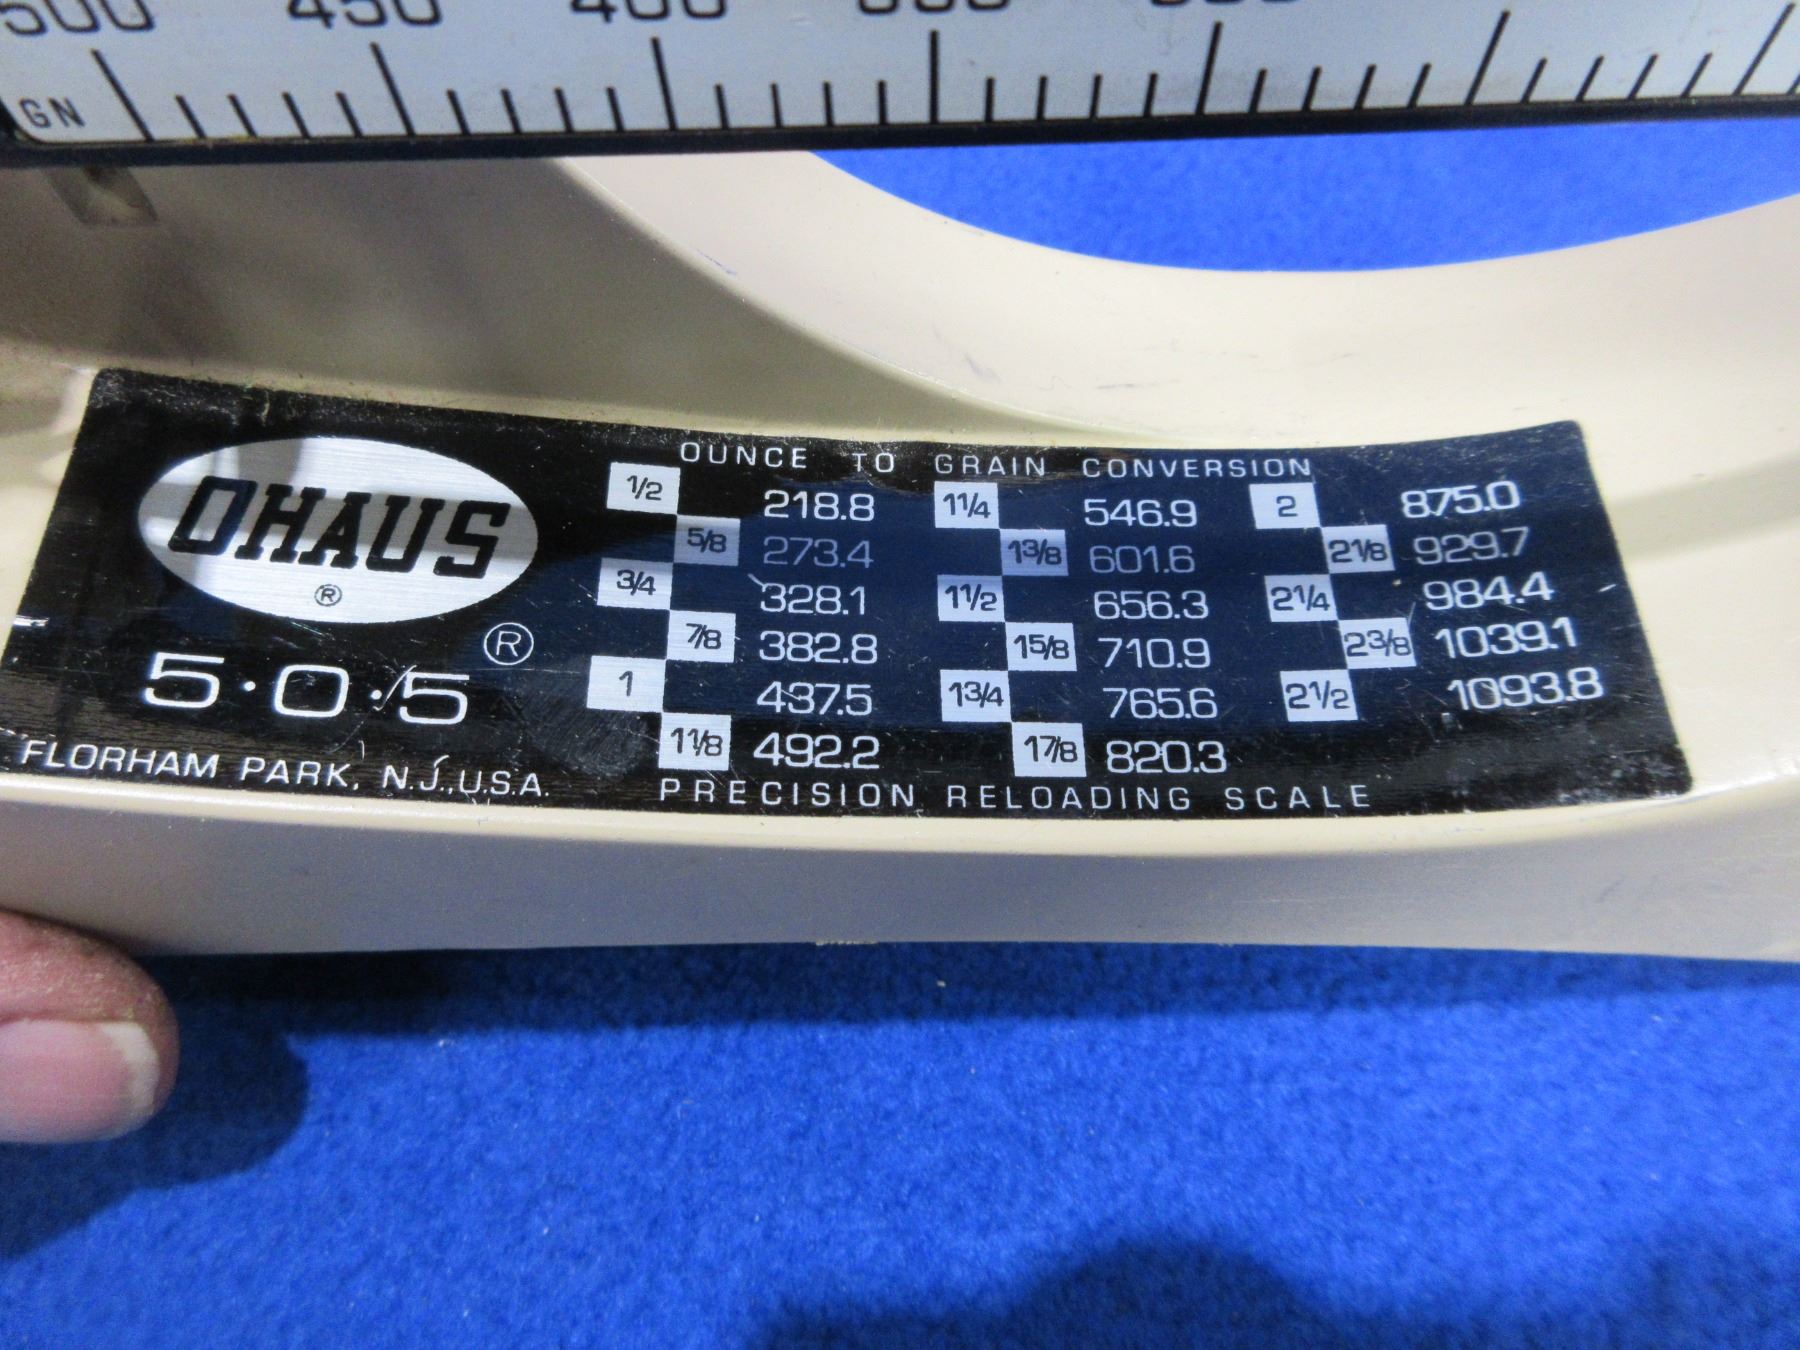 450
GN
OHAUS
®
5·0·5®
FLORHAM PARK, N.J., U.S.A.
OUNCE TO GRAIN CONVERSION
1/2 218.8 1 1/4 546.9 2 875.0
5/8 273.4 1 3/8 601.6 2 1/8 929.7
3/4 328.1 1 1/2 656.3 2 1/4 984.4
7/8 382.8 1 5/8 710.9 2 3/8 1039.1
1 437.5 1 3/4 765.6 2 1/2 1093.8
1 1/8 492.2 1 7/8 820.3
PRECISION RELOADING SCALE